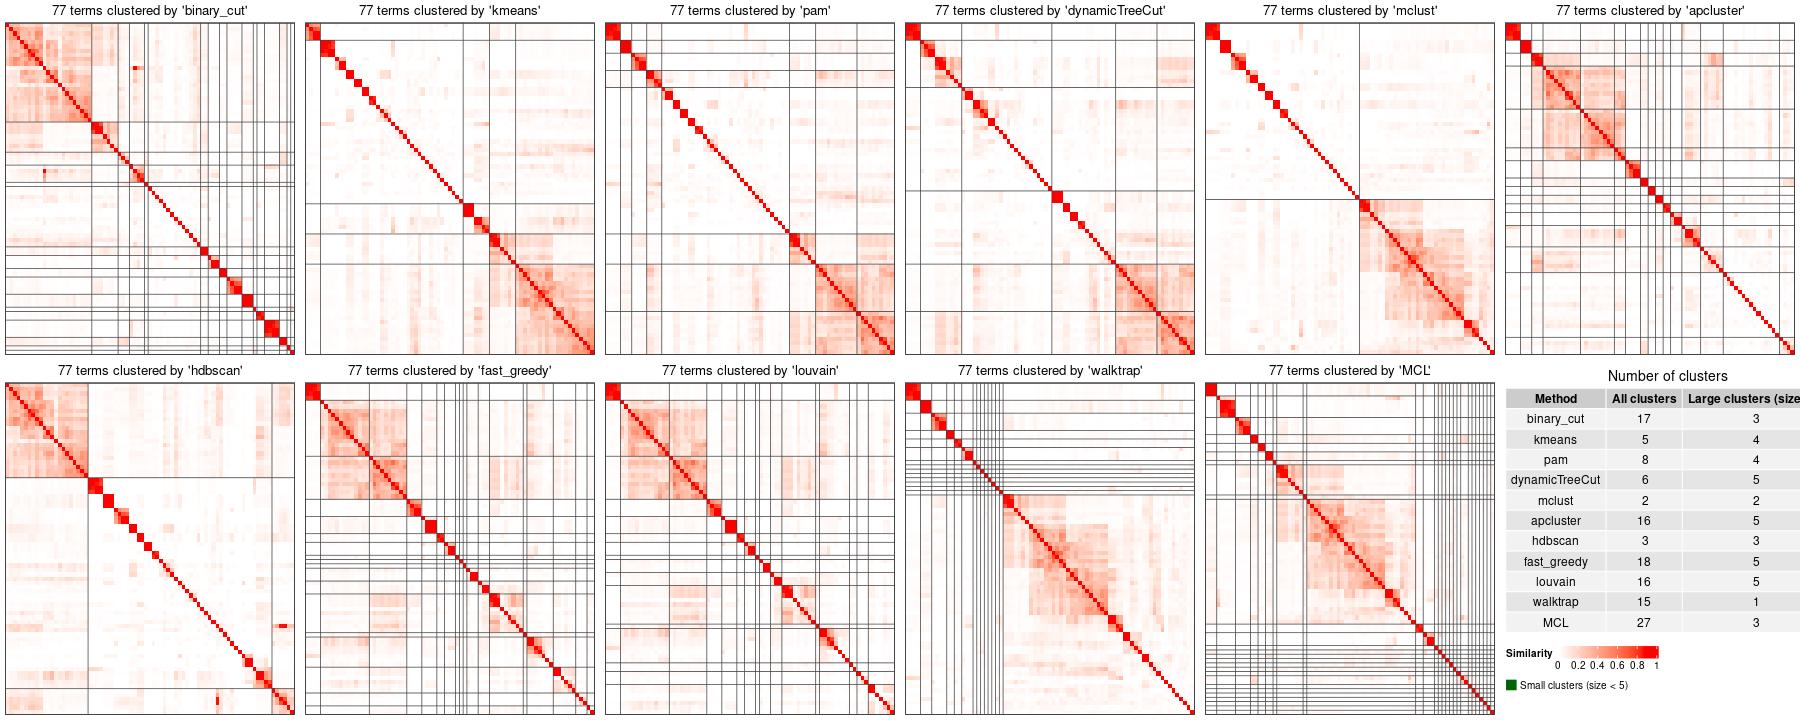 77 terms clustered by 'binary_cut'
77 terms clustered by 'kmeans'
77 terms clustered by 'pam'
77 terms clustered by 'dynamicTreeCut'
77 terms clustered by 'mclust'
77 terms clustered by 'apcluster'
77 terms clustered by 'hdbscan'
77 terms clustered by 'fast_greedy'
77 terms clustered by 'louvain'
77 terms clustered by 'walktrap'
77 terms clustered by 'MCL'
Number of clusters
Method All clusters Large clusters (size
binary_cut 17 3
kmeans 5 4
pam 8 4
dynamicTreeCut 6 5
mclust 2 2
apcluster 16 5
hdbscan 3 3
fast_greedy 18 5
louvain 16 5
walktrap 15 1
MCL 27 3
Similarity
0 0.2 0.4 0.6 0.8 1
Small clusters (size < 5)